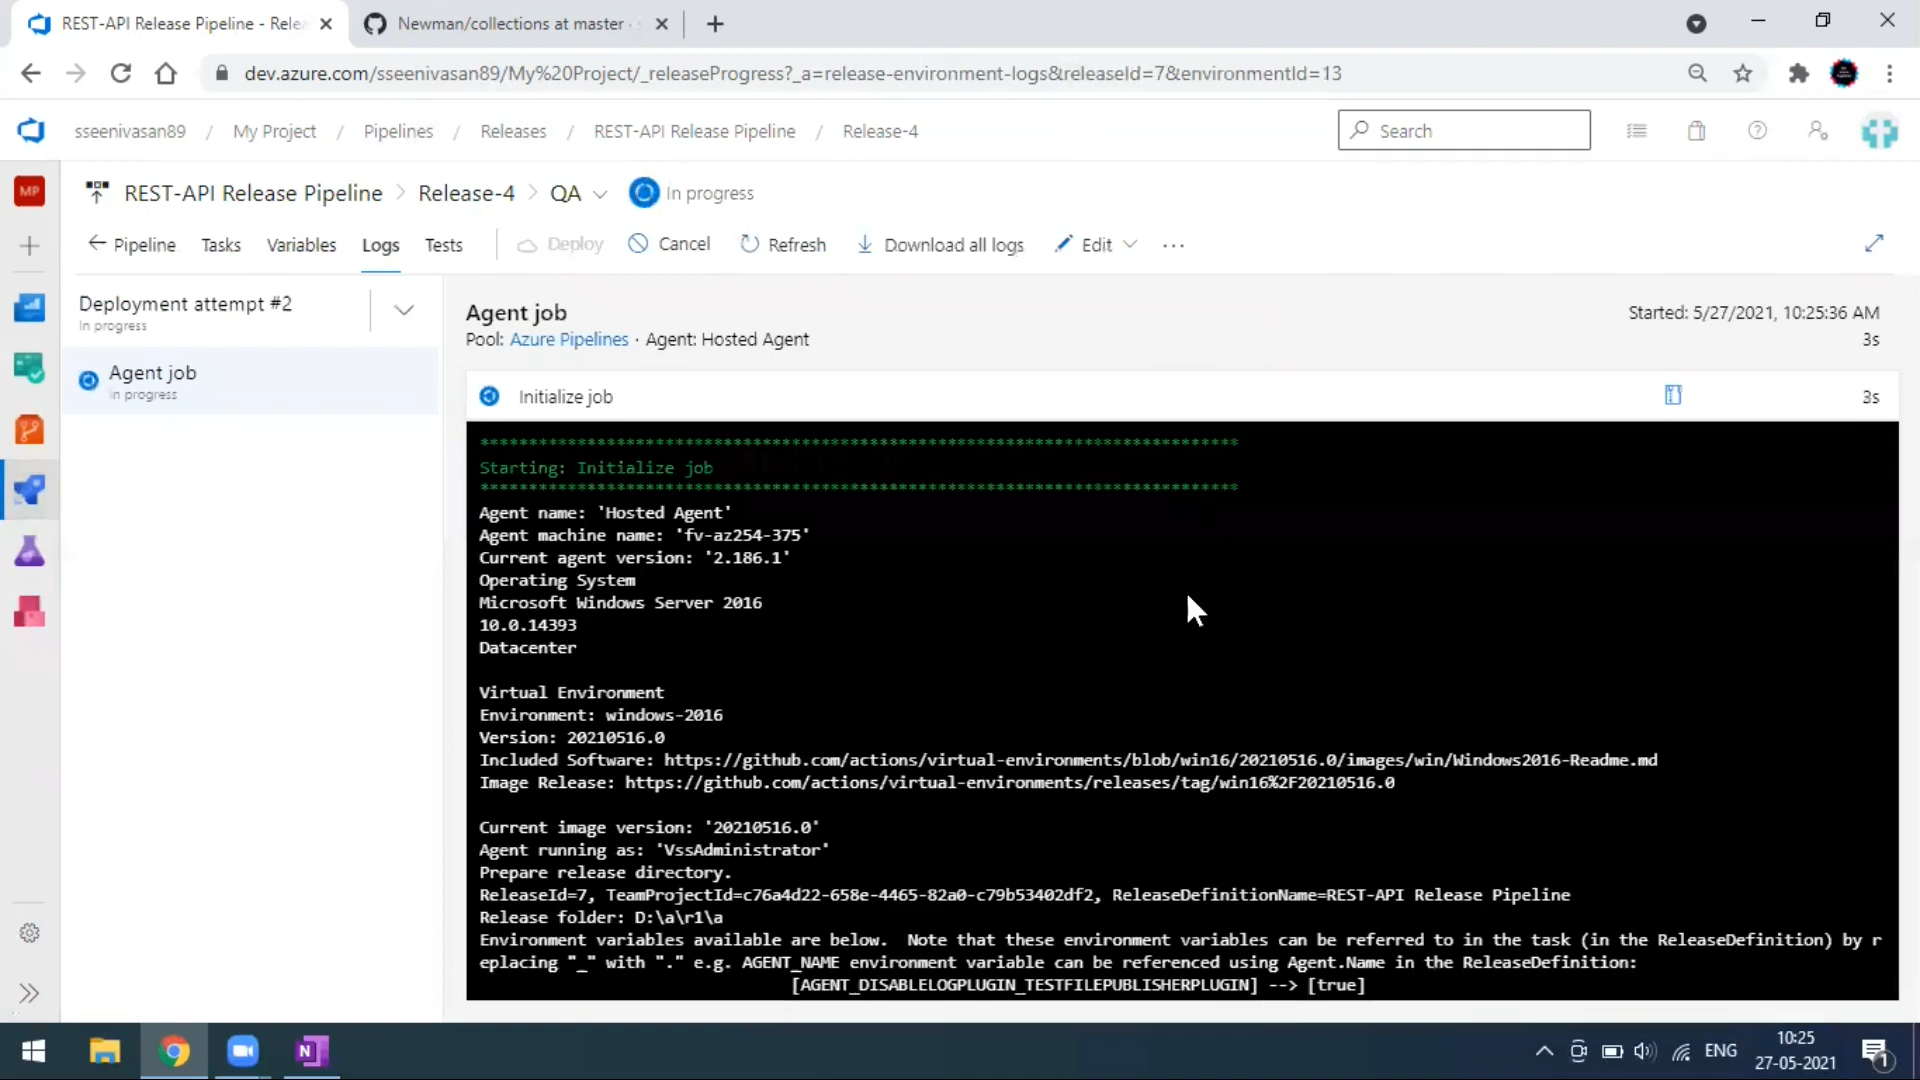 REST-API Release Pipeline - Rele
Newman/collections at master ·
dev.azure.com/sseenivasan89/My%20Project/_releaseProgress?_a=release-environment-logs&releaseId=7&environmentId=13
sseenivasan89 / My Project / Pipelines / Releases / REST-API Release Pipeline / Release-4
Search
MP
REST-API Release Pipeline > Release-4 > QA In progress
Pipeline Tasks Variables Logs Tests Deploy Cancel Refresh Download all logs Edit ...
Deployment attempt #2
In progress
Agent job
In progress
Agent job
Started: 5/27/2021, 10:25:36 AM
Pool: Azure Pipelines · Agent: Hosted Agent
3s
Initialize job
3s
******************************************************************************
Starting: Initialize job
******************************************************************************
Agent name: 'Hosted Agent'
Agent machine name: 'fv-az254-375'
Current agent version: '2.186.1'
Operating System
Microsoft Windows Server 2016
10.0.14393
Datacenter
Virtual Environment
Environment: windows-2016
Version: 20210516.0
Included Software: https://github.com/actions/virtual-environments/blob/win16/20210516.0/images/win/Windows2016-Readme.md
Image Release: https://github.com/actions/virtual-environments/releases/tag/win16%2F20210516.0
Current image version: '20210516.0'
Agent running as: 'VssAdministrator'
Prepare release directory.
ReleaseId=7, TeamProjectId=c76a4d22-658e-4465-82a0-c79b53402df2, ReleaseDefinitionName=REST-API Release Pipeline
Release folder: D:\a\r1\a
Environment variables available are below.  Note that these environment variables can be referred to in the task (in the ReleaseDefinition) by r
eplacing "_" with "." e.g. AGENT_NAME environment variable can be referenced using Agent.Name in the ReleaseDefinition:
[AGENT_DISABLELOGPLUGIN_TESTFILEPUBLISHERPLUGIN] --> [true]
N
ENG
10:25
27-05-2021
1